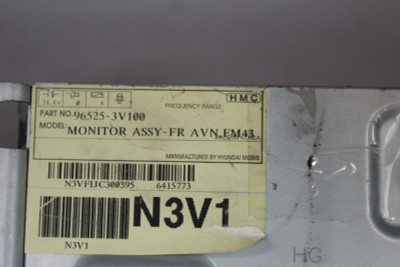 FREQUENCY RANGE
HMC
PART NO. 96525-3V100
MODEL: MONITOR ASSY-FR AVN,FM43
MANUFACTURED BY HYUNDAI MOBIS
6415773
N3V1
N3V1
HG